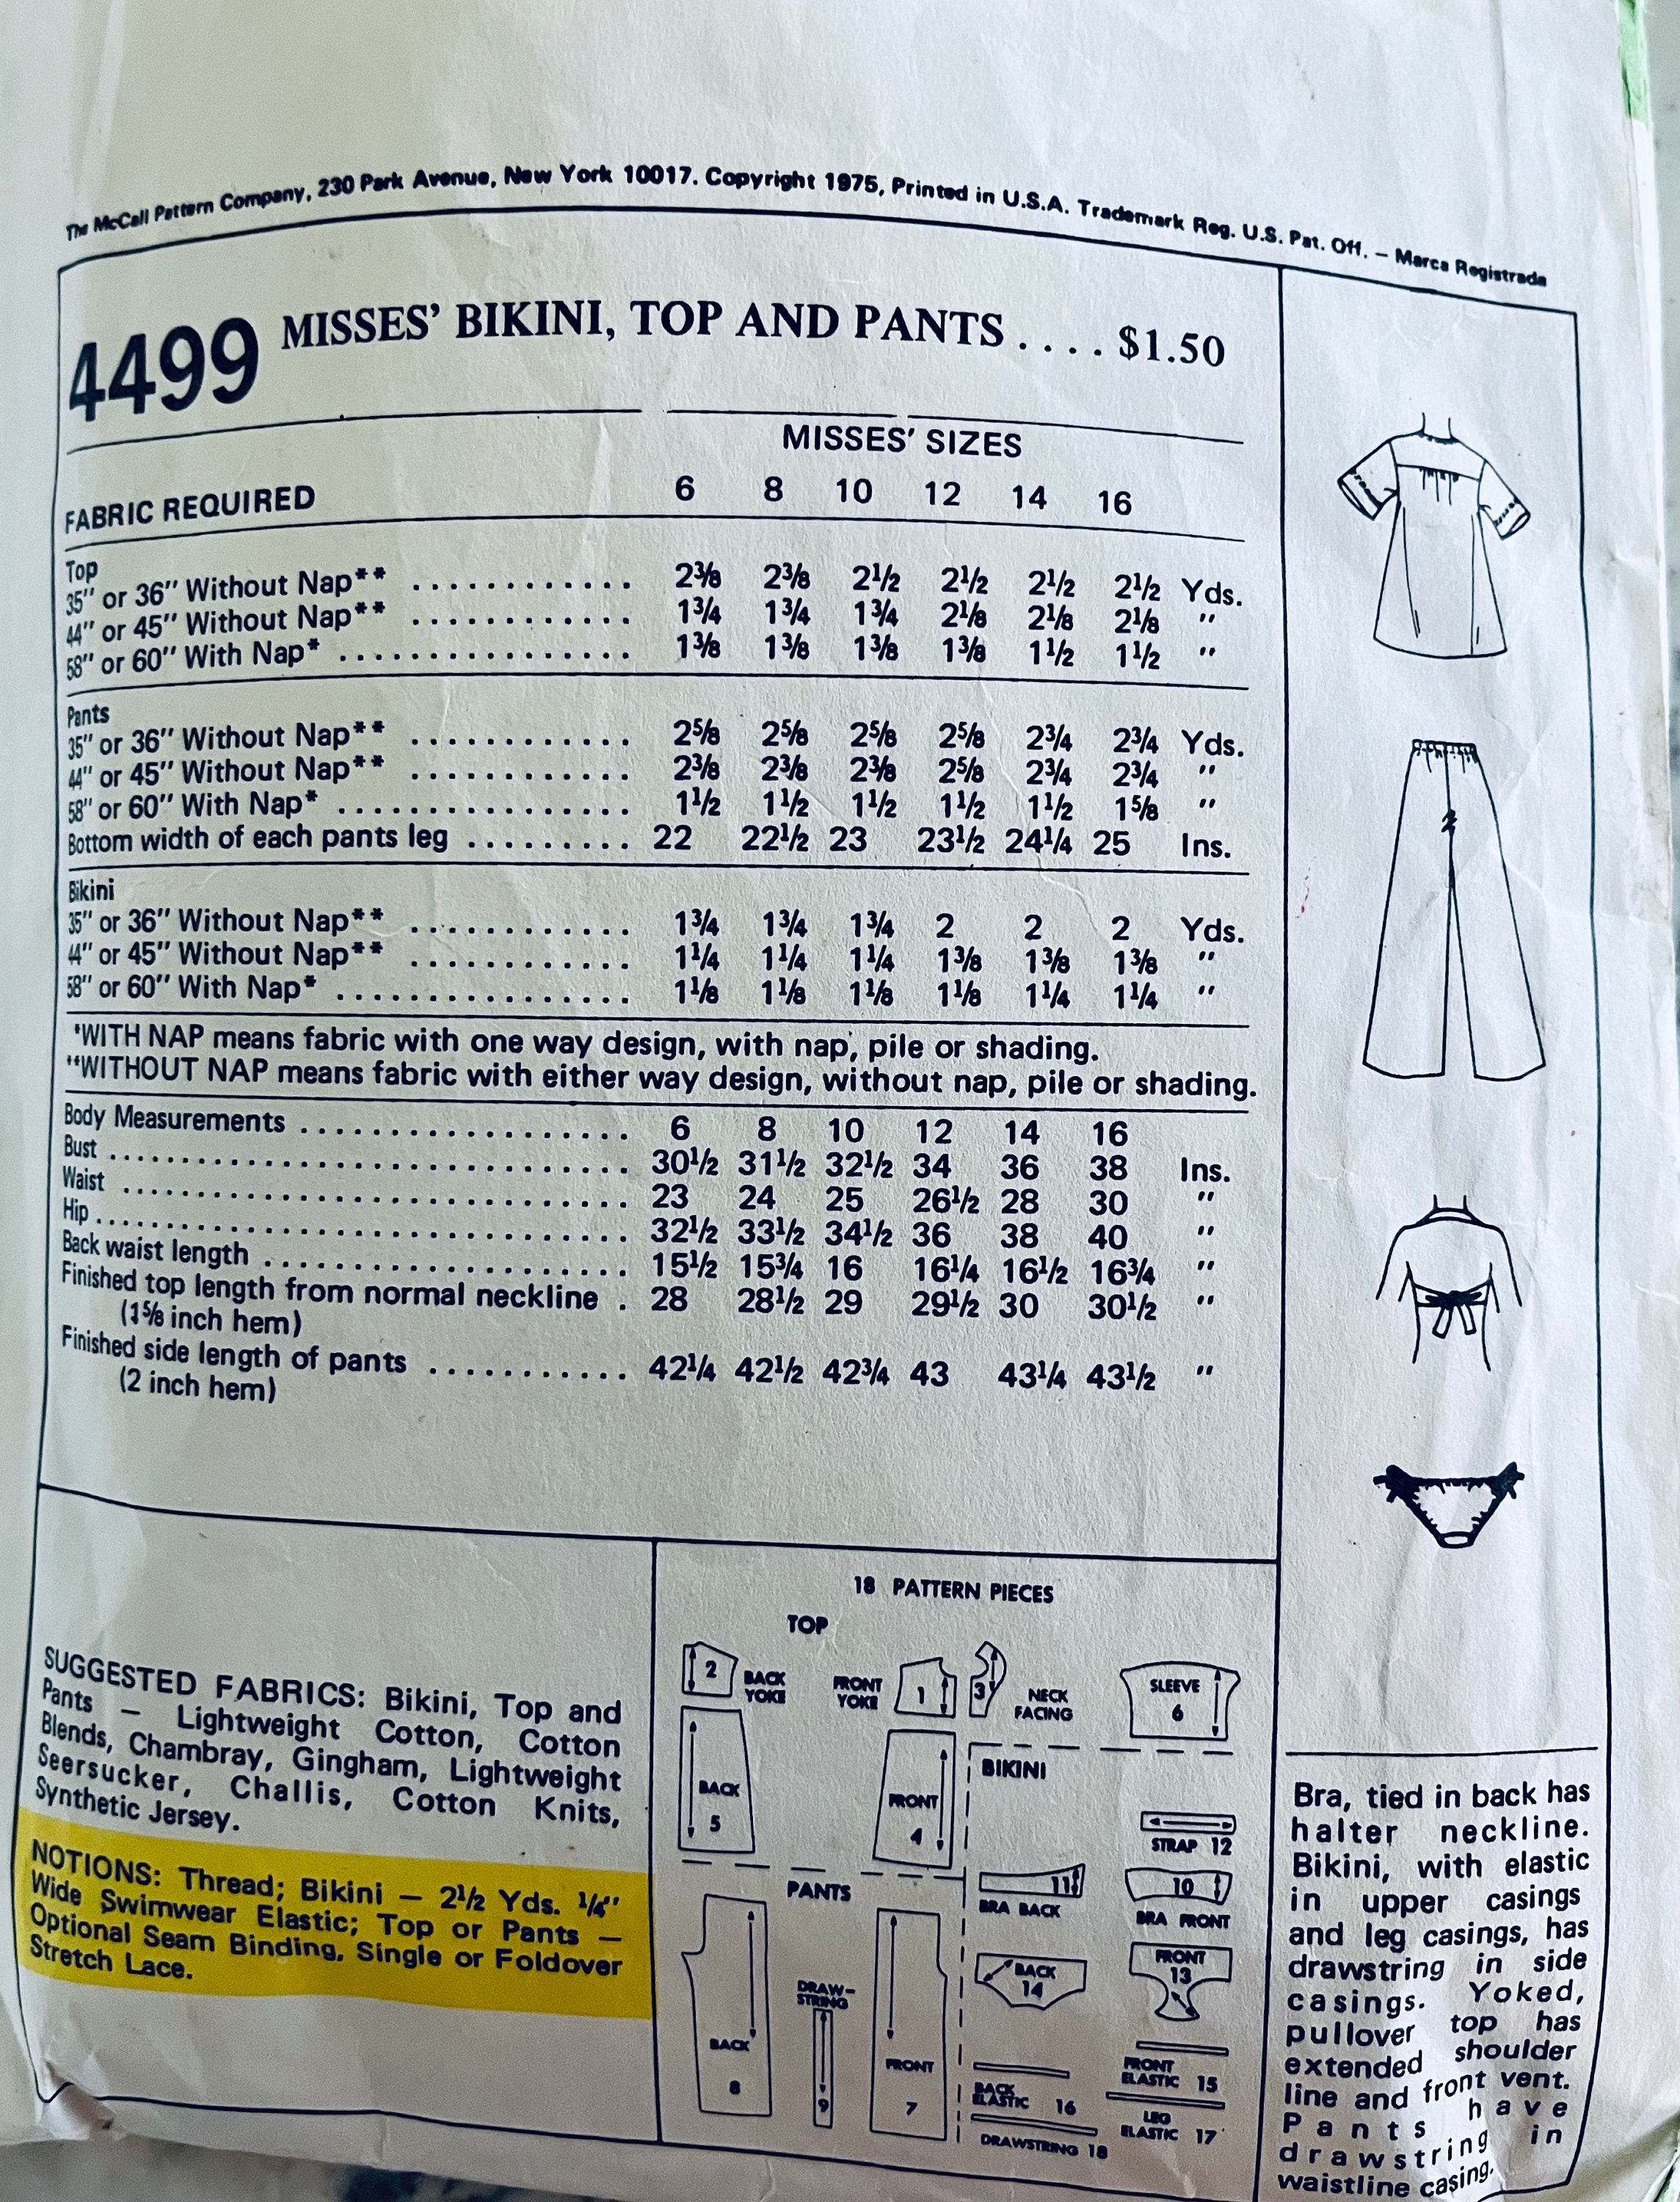 The McCall Pattern Company, 230 Park Avenue, New York 10017. Copyright 1975, Printed in U.S.A. Trademark Reg. U.S. Pat. Off. – Marca Registrada
4499 MISSES' BIKINI, TOP AND PANTS .... $1.50
MISSES' SIZES
FABRIC REQUIRED 6 8 10 12 14 16
Top
35" or 36" Without Nap** ............ 2⅜ 2⅜ 2½ 2½ 2½ 2½ Yds.
44" or 45" Without Nap** ............ 1¾ 1¾ 1¾ 2⅛ 2⅛ 2⅛ "
58" or 60" With Nap* ................ 1⅜ 1⅜ 1⅜ 1⅜ 1½ 1½ "
Pants
35" or 36" Without Nap** ............ 2⅝ 2⅝ 2⅝ 2⅝ 2¾ 2¾ Yds.
44" or 45" Without Nap** ............ 2⅜ 2⅜ 2⅜ 2⅝ 2¾ 2¾ "
58" or 60" With Nap* ................ 1½ 1½ 1½ 1½ 1½ 1⅝ "
Bottom width of each pants leg ......... 22 22½ 23 23½ 24¼ 25 Ins.
Bikini
35" or 36" Without Nap** ............ 1¾ 1¾ 1¾ 2 2 2 Yds.
44" or 45" Without Nap** ............ 1¼ 1¼ 1¼ 1⅜ 1⅜ 1⅜ "
58" or 60" With Nap* ................ 1⅛ 1⅛ 1⅛ 1⅛ 1¼ 1¼ "
*WITH NAP means fabric with one way design, with nap, pile or shading.
**WITHOUT NAP means fabric with either way design, without nap, pile or shading.
Body Measurements .................. 6 8 10 12 14 16
Bust ............................ 30½ 31½ 32½ 34 36 38 Ins.
Waist ........................... 23 24 25 26½ 28 30 "
Hip ............................. 32½ 33½ 34½ 36 38 40 "
Back waist length ................... 15½ 15¾ 16 16¼ 16½ 16¾ "
Finished top length from normal neckline . 28 28½ 29 29½ 30 30½ "
(1⅝ inch hem)
Finished side length of pants ........... 42¼ 42½ 42¾ 43 43¼ 43½ "
(2 inch hem)
SUGGESTED FABRICS: Bikini, Top and
Pants – Lightweight Cotton, Cotton
Blends, Chambray, Gingham, Lightweight
Seersucker, Challis, Cotton Knits,
Synthetic Jersey.
NOTIONS: Thread; Bikini – 2½ Yds. ¼"
Wide Swimwear Elastic; Top or Pants –
Optional Seam Binding, Single or Foldover
Stretch Lace.
18 PATTERN PIECES
TOP
2
BACK
YOKE
FRONT
YOKE
1
3
NECK
FACING
SLEEVE
6
BACK
5
FRONT
4
BIKINI
STRAP 12
11
BRA BACK
10
BRA FRONT
PANTS
BACK
8
DRAW-
STRING
9
FRONT
7
BACK
14
FRONT
13
FRONT
ELASTIC 15
BACK
ELASTIC 16
LEG
ELASTIC 17
DRAWSTRING 18
Bra, tied in back has
halter neckline.
Bikini, with elastic
in upper casings
and leg casings, has
drawstring in side
casings. Yoked,
pullover top has
extended shoulder
line and front vent.
Pants have
drawstring in
waistline casing.